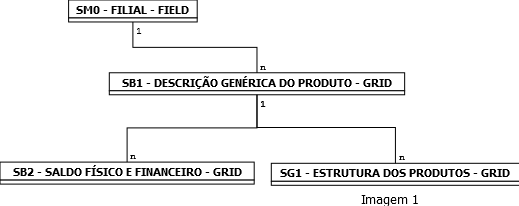 SM0 - FILIAL - FIELD
1
n
SB1 - DESCRIÇÃO GENÉRICA DO PRODUTO - GRID
1
n
n
SB2 - SALDO FÍSICO E FINANCEIRO - GRID
SG1 - ESTRUTURA DOS PRODUTOS - GRID
Imagem 1